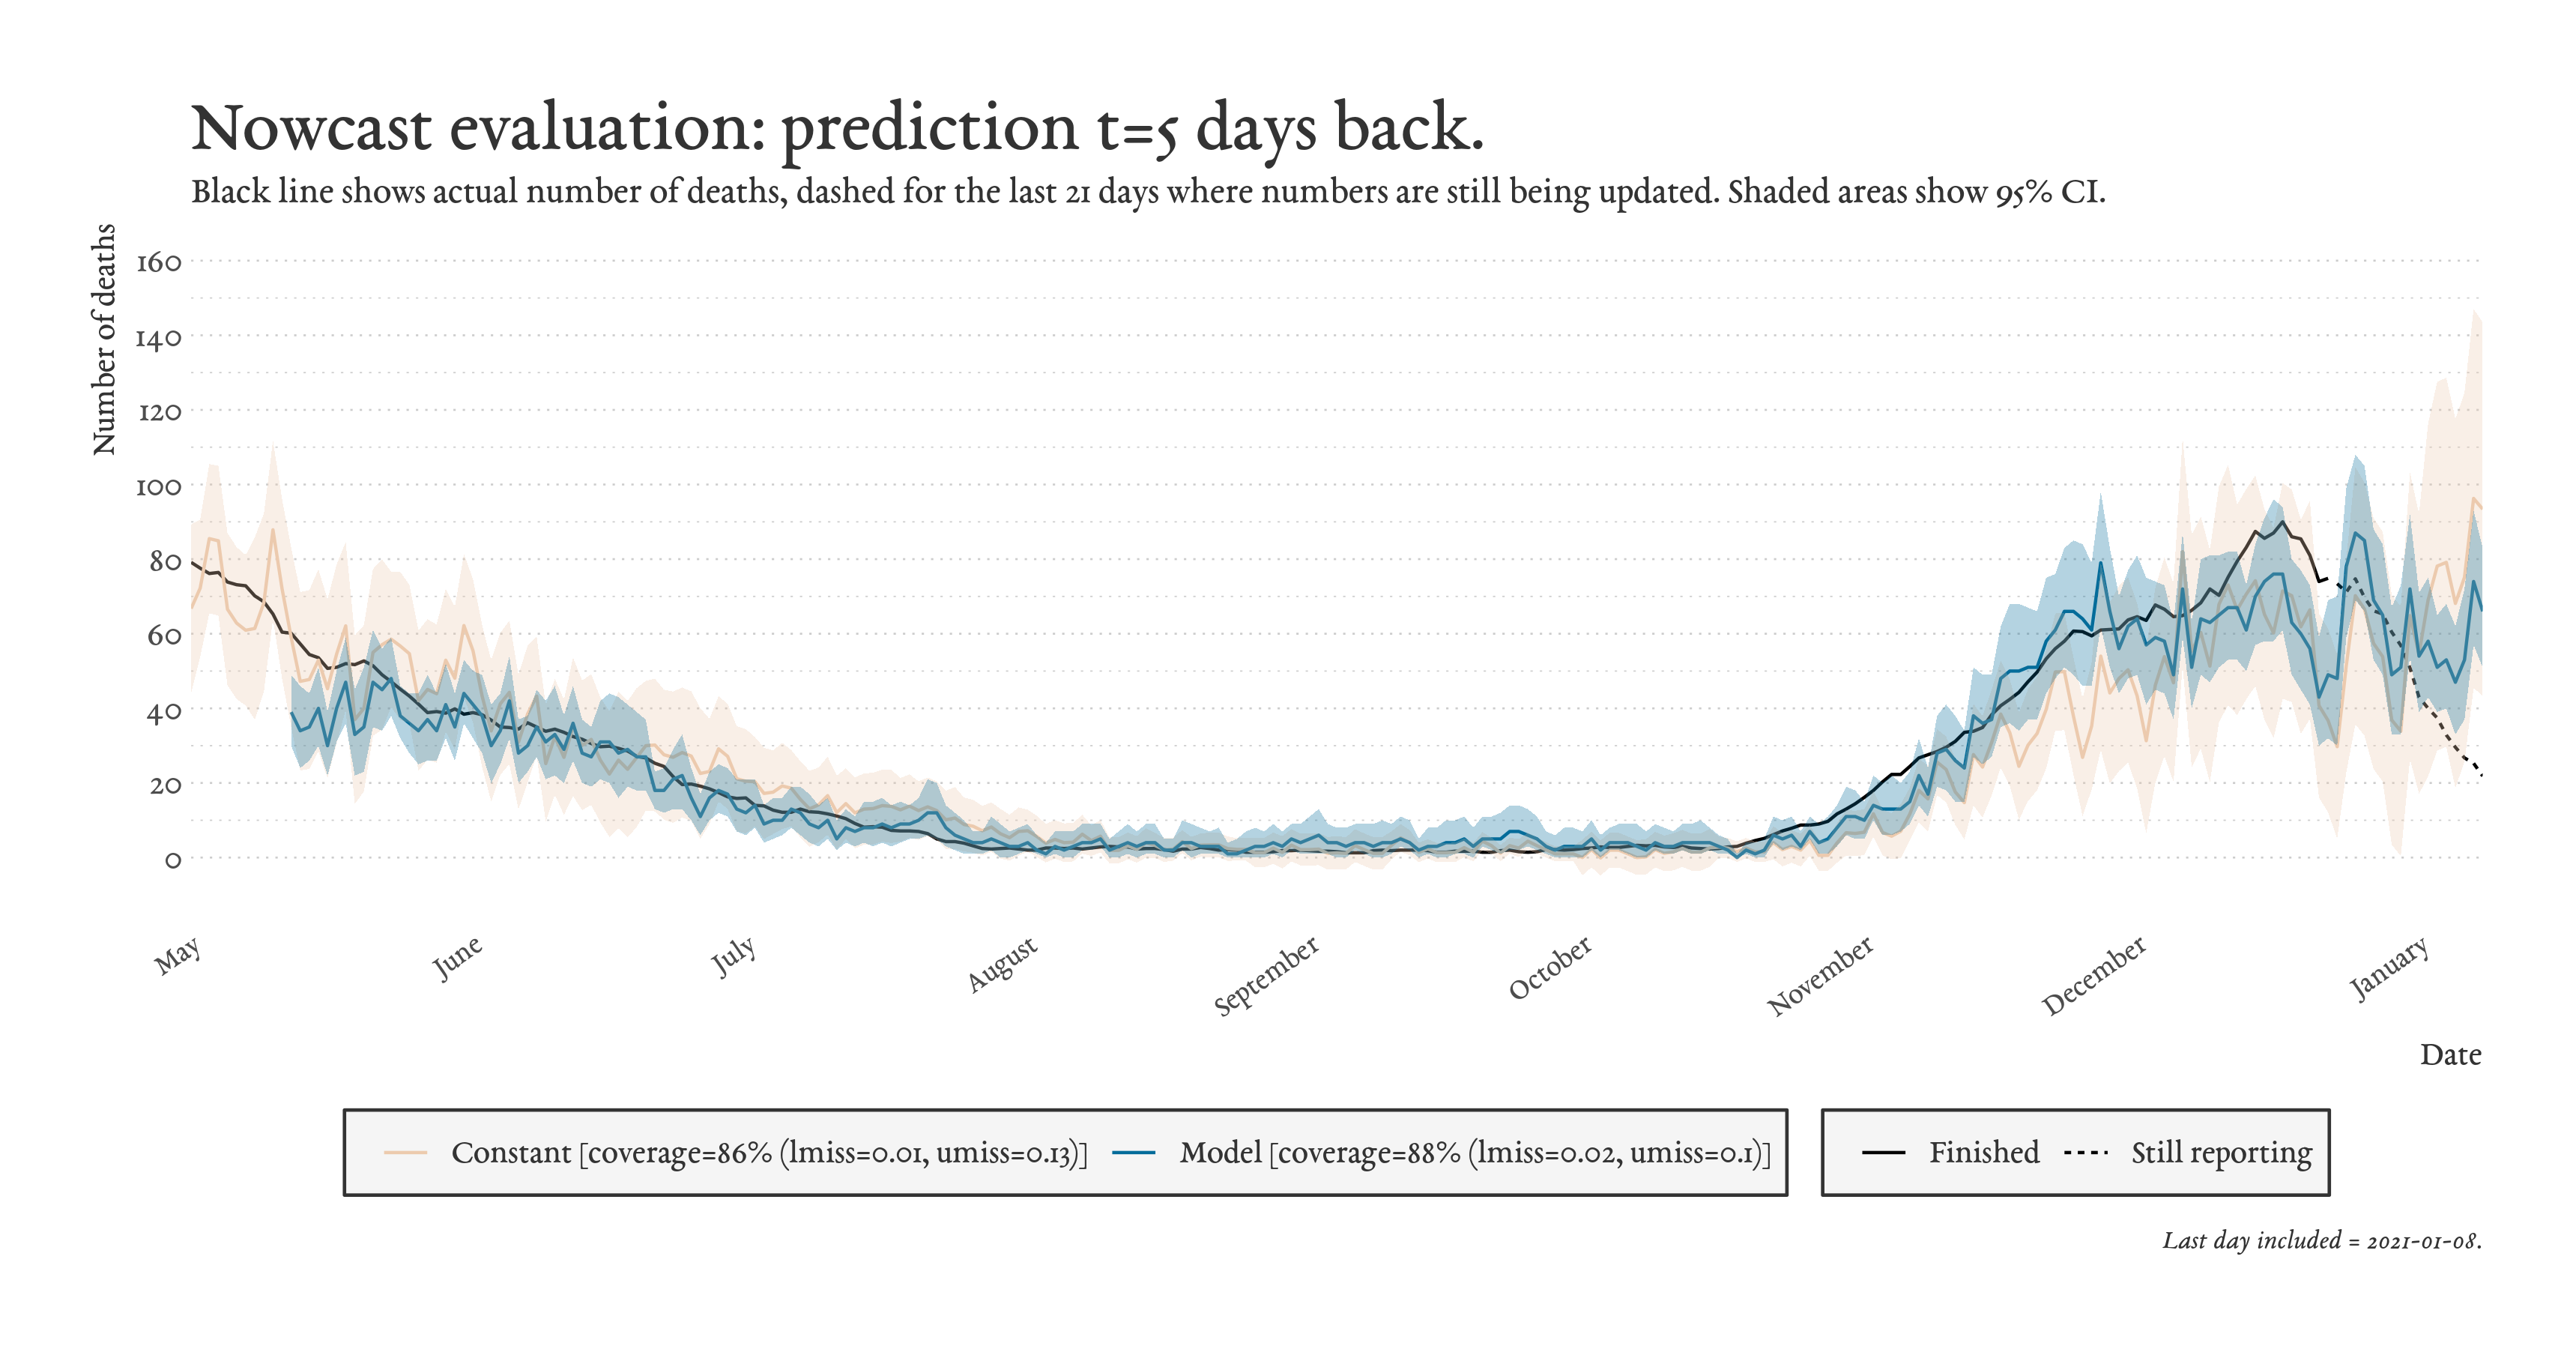 Nowcast evaluation: prediction t=5 days back.
Black line shows actual number of deaths, dashed for the last 21 days where numbers are still being updated. Shaded areas show 95% CI.
Number of deaths
160
140
120
100
80
60
40
20
0
May
June
July
August
September
October
November
December
January
Date
Constant [coverage=86% (lmiss=0.01, umiss=0.13)]
Model [coverage=88% (lmiss=0.02, umiss=0.1)]
Finished
Still reporting
Last day included = 2021-01-08.